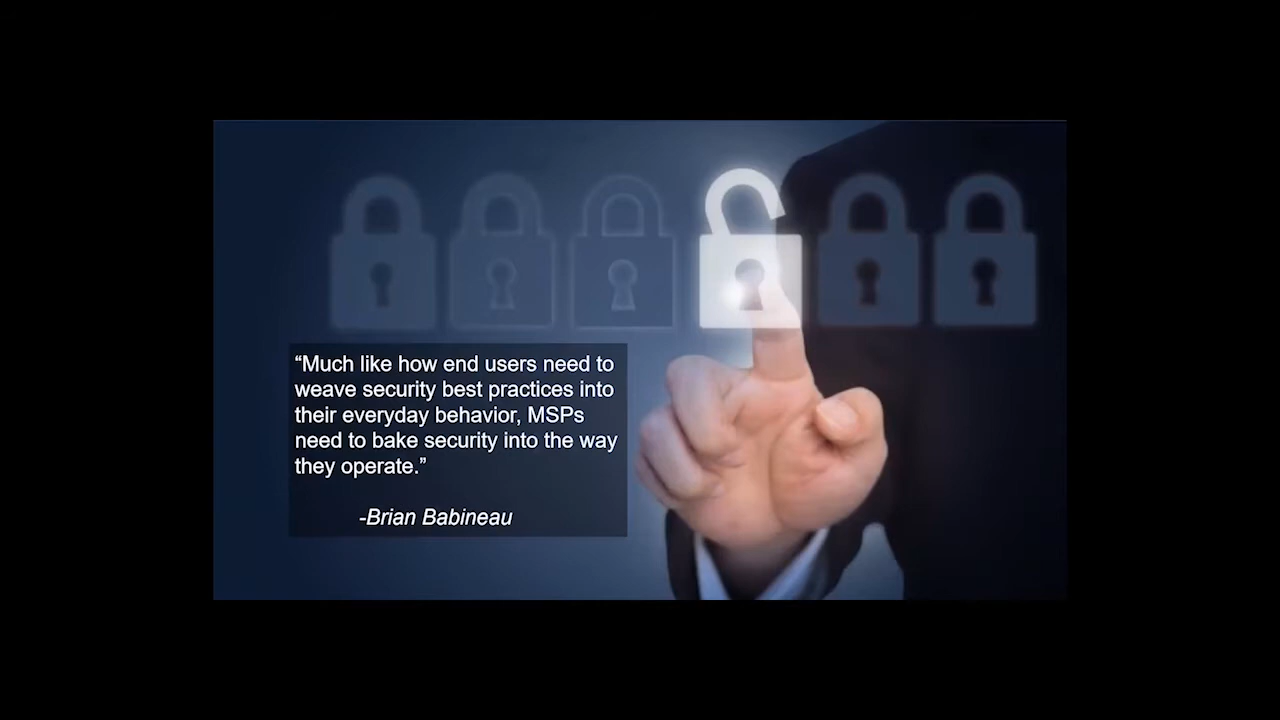 “Much like how end users need to
weave security best practices into
their everyday behavior, MSPs
need to bake security into the way
they operate.”
-Brian Babineau